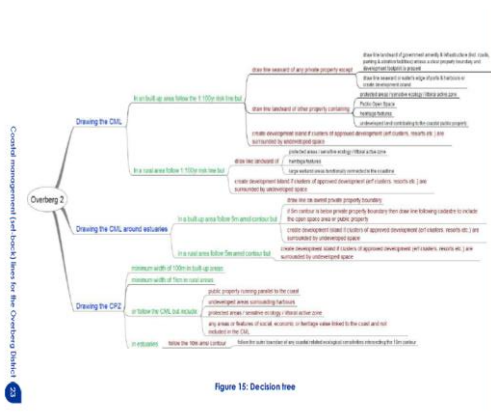 draw line landward of government amenity & infrastructure (incl. roads,
parking & ablution facilities) unless a clear property boundary and
development footprint is present
draw line seaward of any private property except
draw line seaward or water's edge of ports & harbours or
create development island
protected areas / sensitive ecology / littoral active zone
Public Open Space
In an built up area follow the 1:100yr risk line but
draw line landward of other property containing
heritage features
undeveloped land contributing to the coastal public property
create development island if clusters of approved development (erf clusters, resorts etc.) are
surrounded by undeveloped space
Drawing the CML
protected areas / sensitive ecology / littoral active zone
draw line landward of
heritage features
large wetland areas functionally connected to the coastline
In a rural area follow 1:100yr risk line but
create development island if clusters of approved development (erf clusters, resorts etc.) are
surrounded by undeveloped space
Overberg 2
draw line on overall private property boundary
In a built up area follow 5m amsl contour but
if 5m contour is below private property boundary then draw line following cadastre to include
the open space area or public property
create development island if clusters of approved development (erf clusters, resorts etc.) are
surrounded by undeveloped space
Drawing the CML around estuaries
In a rural area follow 5m amsl contour but
create development island if clusters of approved development (erf clusters, resorts etc.) are
surrounded by undeveloped space
minimum width of 100m in built up areas
minimum width of 1km in rural areas
Drawing the CPZ
public property running parallel to the coast
undeveloped areas surrounding harbours
or follow the CML but include
protected areas / sensitive ecology / littoral active zone
any areas or features of social, economic or heritage value linked to the coast and not
included in the CML
in estuaries
follow the 10m amsl contour
follow the outer boundary of any coastal related ecological sensitivities intersecting the 10m contour
Figure 15: Decision tree
Coastal management (set-back) lines for the Overberg District
23